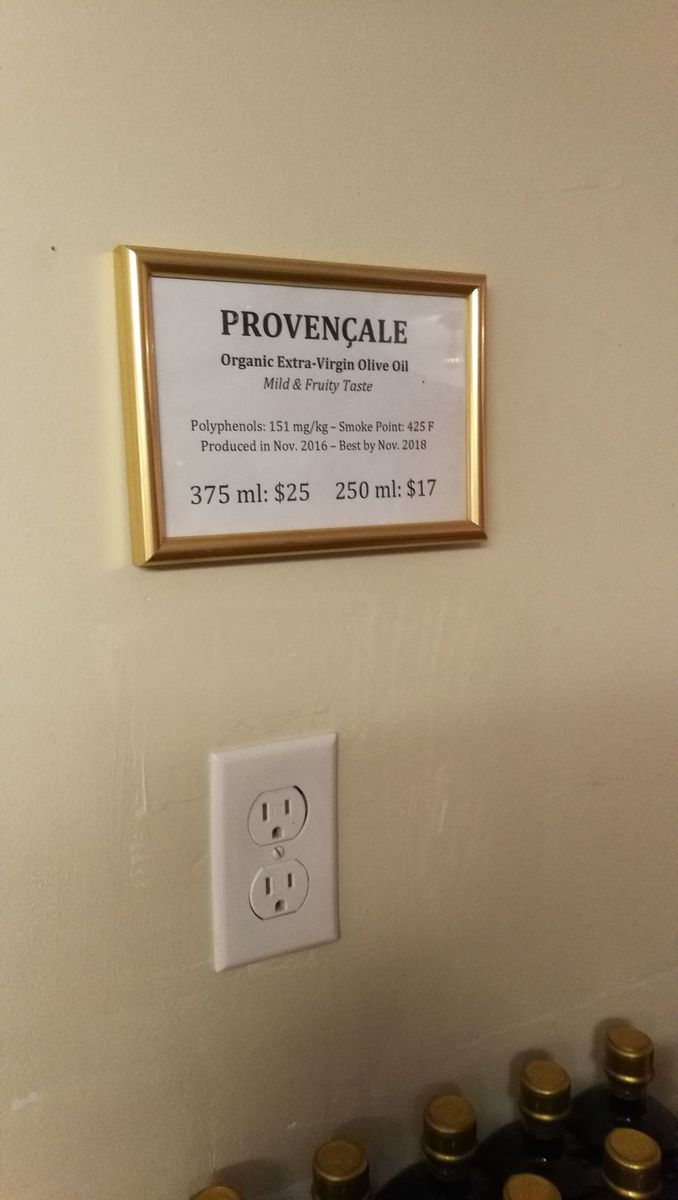 PROVENÇALE
Organic Extra-Virgin Olive Oil
Mild & Fruity Taste
Polyphenols: 151 mg/kg – Smoke Point: 425 F
Produced in Nov. 2016 – Best by Nov. 2018
375 ml: $25 250 ml: $17